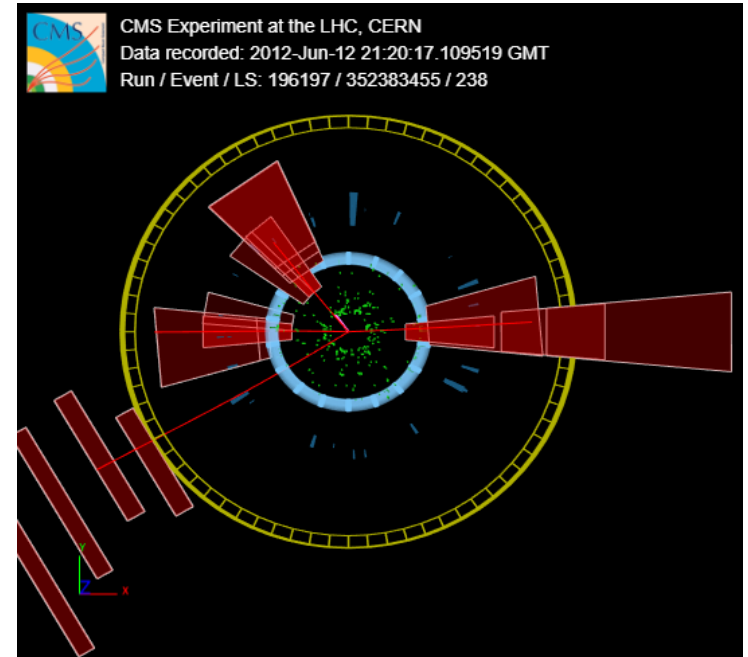 CMS
CMS Experiment at the LHC, CERN
Data recorded: 2012-Jun-12 21:20:17.109519 GMT
Run / Event / LS: 196197 / 352383455 / 238
Y
Z
X